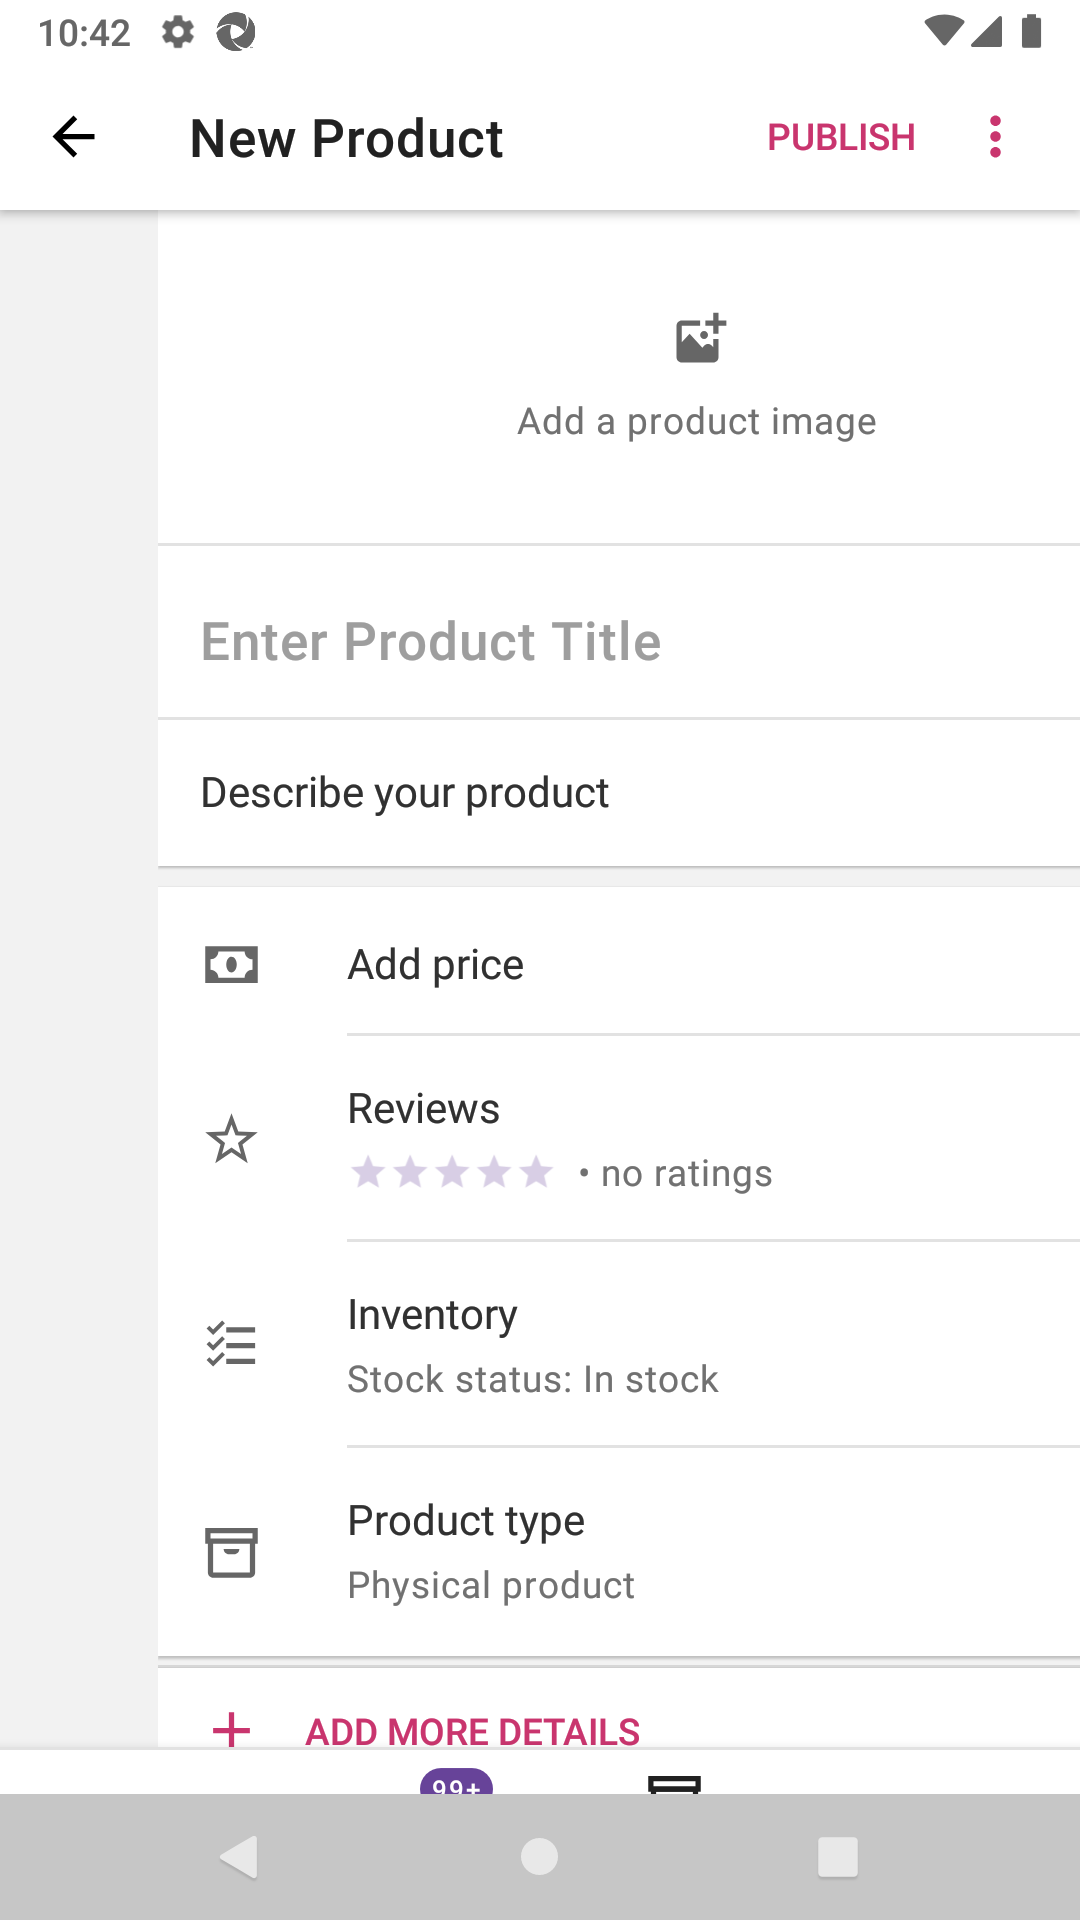 10:42
New Product
PUBLISH
Add a product image
Enter Product Title
Describe your product
Add price
Reviews
• no ratings
Inventory
Stock status: In stock
Product type
Physical product
ADD MORE DETAILS
99+